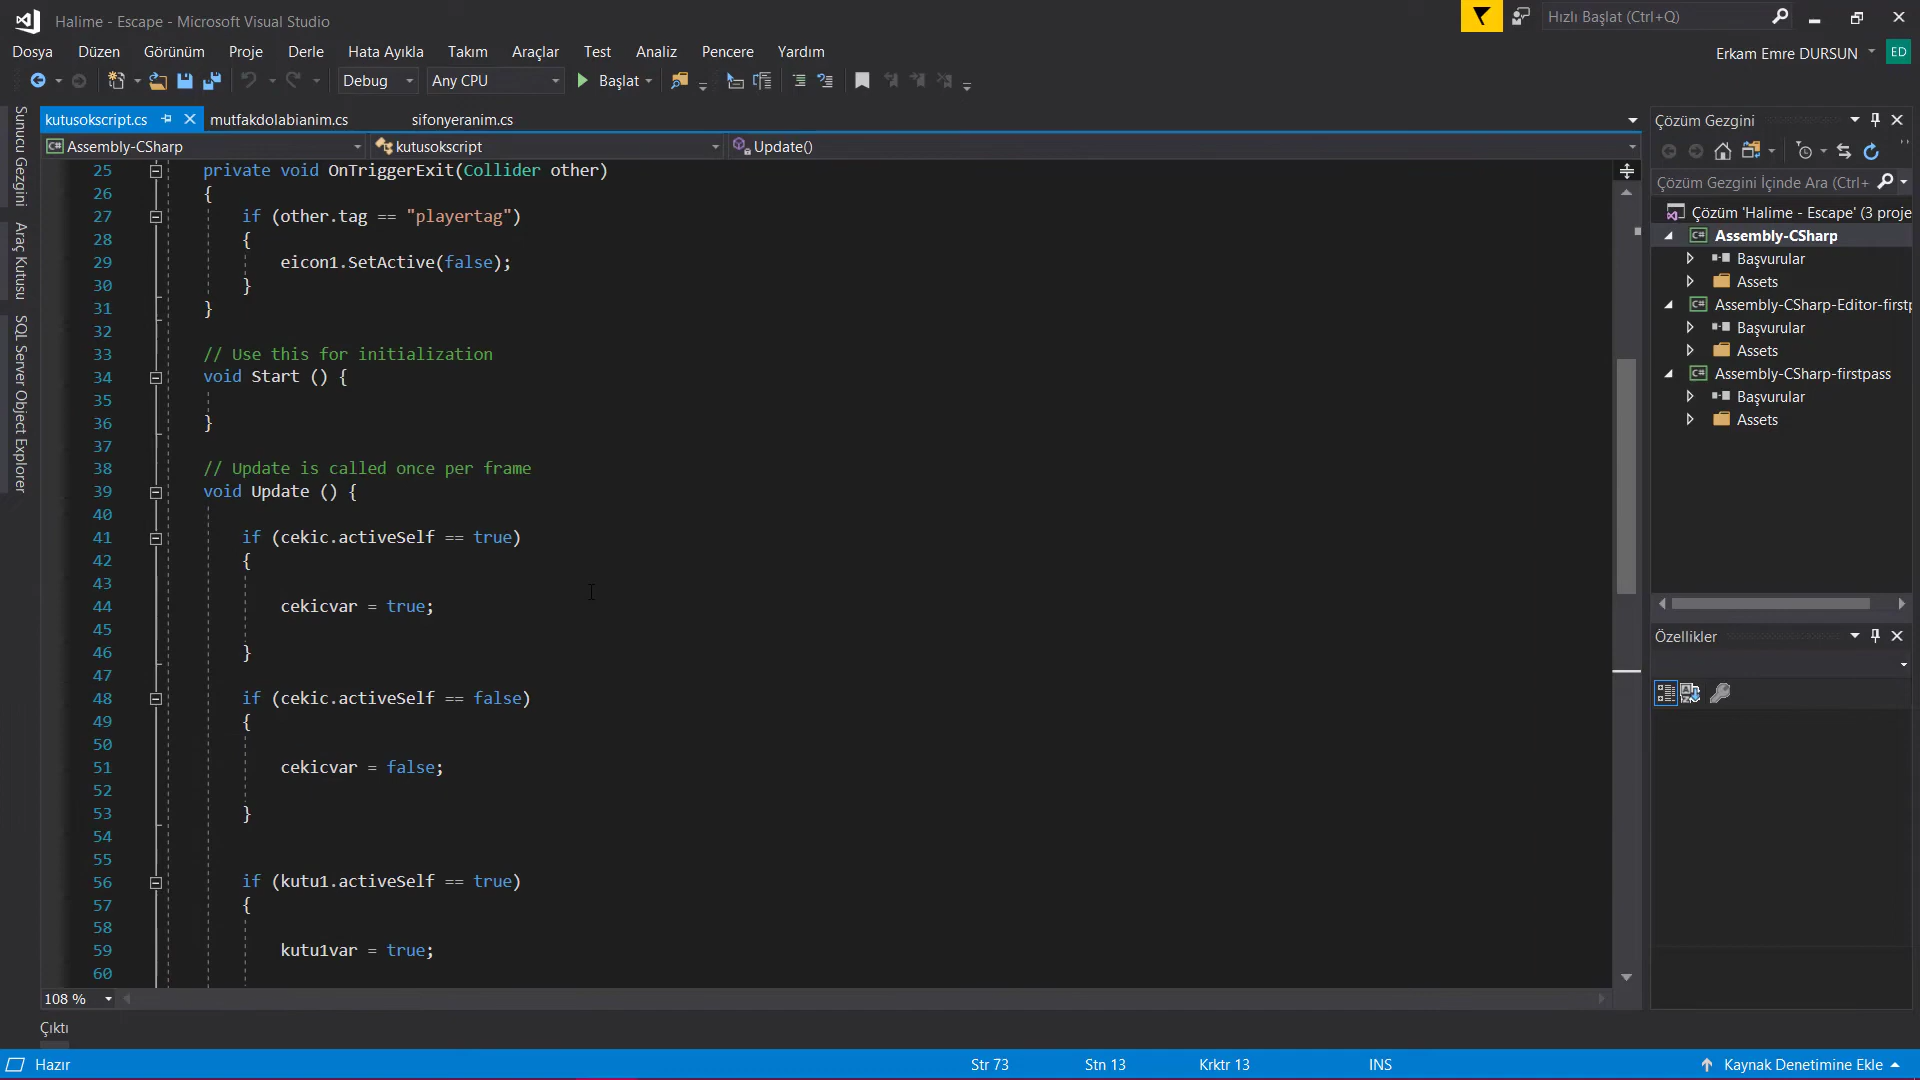 Halime - Escape - Microsoft Visual Studio
Hızlı Başlat (Ctrl+Q)
Dosya Düzen Görünüm Proje Derle Hata Ayıkla Takım Araçlar Test Analiz Pencere Yardım
Erkam Emre DURSUN ED
Debug Any CPU Başlat
Sunucu Gezgini
Araç Kutusu
SQL Server Object Explorer
kutusokscript.cs mutfakdolabianim.cs sifonyeranim.cs
Assembly-CSharp kutusokscript Update()
25 private void OnTriggerExit(Collider other)
26 {
27 if (other.tag == "playertag")
28 {
29 eicon1.SetActive(false);
30 }
31 }
32
33 // Use this for initialization
34 void Start () {
35
36 }
37
38 // Update is called once per frame
39 void Update () {
40
41 if (cekic.activeSelf == true)
42 {
43
44 cekicvar = true;
45
46 }
47
48 if (cekic.activeSelf == false)
49 {
50
51 cekicvar = false;
52
53 }
54
55
56 if (kutu1.activeSelf == true)
57 {
58
59 kutu1var = true;
60
108 %
Çıktı
Çözüm Gezgini
Çözüm Gezgini İçinde Ara (Ctrl+
Çözüm 'Halime - Escape' (3 proje
Assembly-CSharp
Başvurular
Assets
Assembly-CSharp-Editor-firstp
Başvurular
Assets
Assembly-CSharp-firstpass
Başvurular
Assets
Özellikler
Hazır Str 73 Stn 13 Krktr 13 INS Kaynak Denetimine Ekle